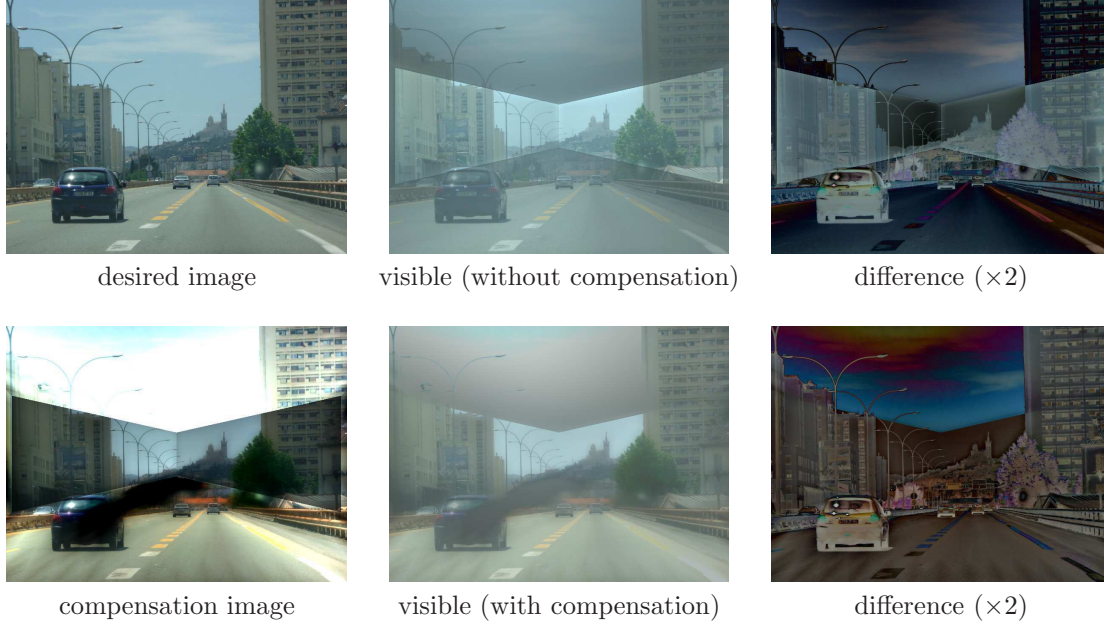 desired image
visible (without compensation)
difference (×2)
compensation image
visible (with compensation)
difference (×2)